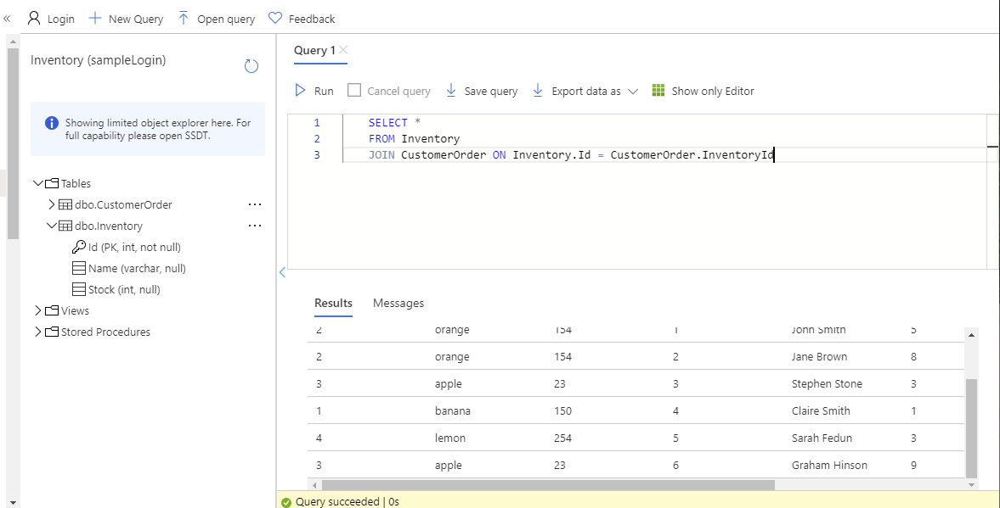 « Login New Query Open query Feedback
Inventory (sampleLogin)
Showing limited object explorer here. For
full capability please open SSDT.
Tables
dbo.CustomerOrder ...
dbo.Inventory ...
Id (PK, int, not null)
Name (varchar, null)
Stock (int, null)
Views
Stored Procedures
Query 1
Run Cancel query Save query Export data as Show only Editor
1 SELECT *
2 FROM Inventory
3 JOIN CustomerOrder ON Inventory.Id = CustomerOrder.InventoryId
Results Messages
2 orange 154 1 John Smith 5
2 orange 154 2 Jane Brown 8
3 apple 23 3 Stephen Stone 3
1 banana 150 4 Claire Smith 1
4 lemon 254 5 Sarah Fedun 3
3 apple 23 6 Graham Hinson 9
Query succeeded | 0s